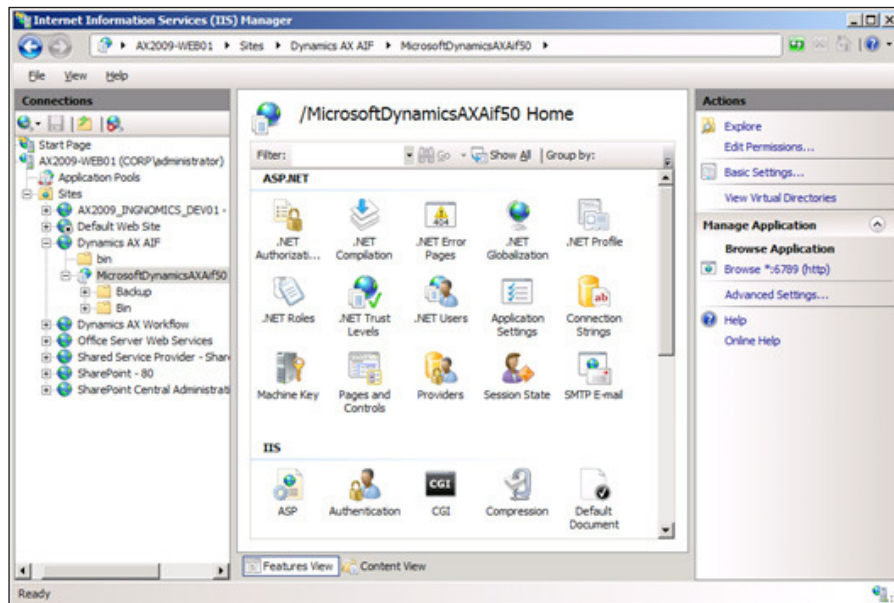 Internet Information Services (IIS) Manager
AX2009-WEB01 Sites Dynamics AX AIF MicrosoftDynamicsAXAif50
File View Help
Connections
Start Page
AX2009-WEB01 (CORP\administrator)
Application Pools
Sites
AX2009_INGNOMICS_DEV01 -
Default Web Site
Dynamics AX AIF
bin
MicrosoftDynamicsAXAif50
Backup
Bin
Dynamics AX Workflow
Office Server Web Services
Shared Service Provider - Share
SharePoint - 80
SharePoint Central Administrati
/MicrosoftDynamicsAXAif50 Home
Filter: Go Show All Group by:
ASP.NET
.NET Authorizati...
.NET Compilation
.NET Error Pages
.NET Globalization
.NET Profile
.NET Roles
.NET Trust Levels
.NET Users
Application Settings
Connection Strings
Machine Key
Pages and Controls
Providers
Session State
SMTP E-mail
IIS
ASP
Authentication
CGI
Compression
Default Document
Features View Content View
Actions
Explore
Edit Permissions...
Basic Settings...
View Virtual Directories
Manage Application
Browse Application
Browse *:6789 (http)
Advanced Settings...
Help
Online Help
Ready